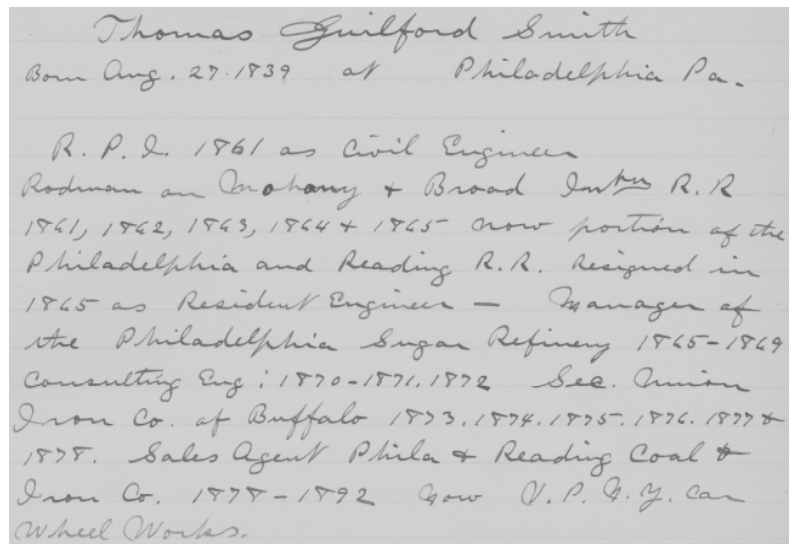 Thomas Guilford Smith
Born Aug. 27. 1839 at Philadelphia Pa.
R. P. I. 1861 as Civil Engineer
Rodman on Mohony & Broad R. R
1861, 1862, 1863, 1864 & 1865 now portion of the
Philadelphia and Reading R.R. Resigned in
1865 as Resident Engineer — Manager of
the Philadelphia Sugar Refinery 1865-1869
Consulting Eng: 1870-1871. 1872 Sec. Union
Iron Co. of Buffalo 1873. 1874. 1875. 1876. 1877 &
1878. Sales Agent Phila & Reading Coal &
Iron Co. 1878-1892 Now V. P. N. Y. Car
Wheel Works.